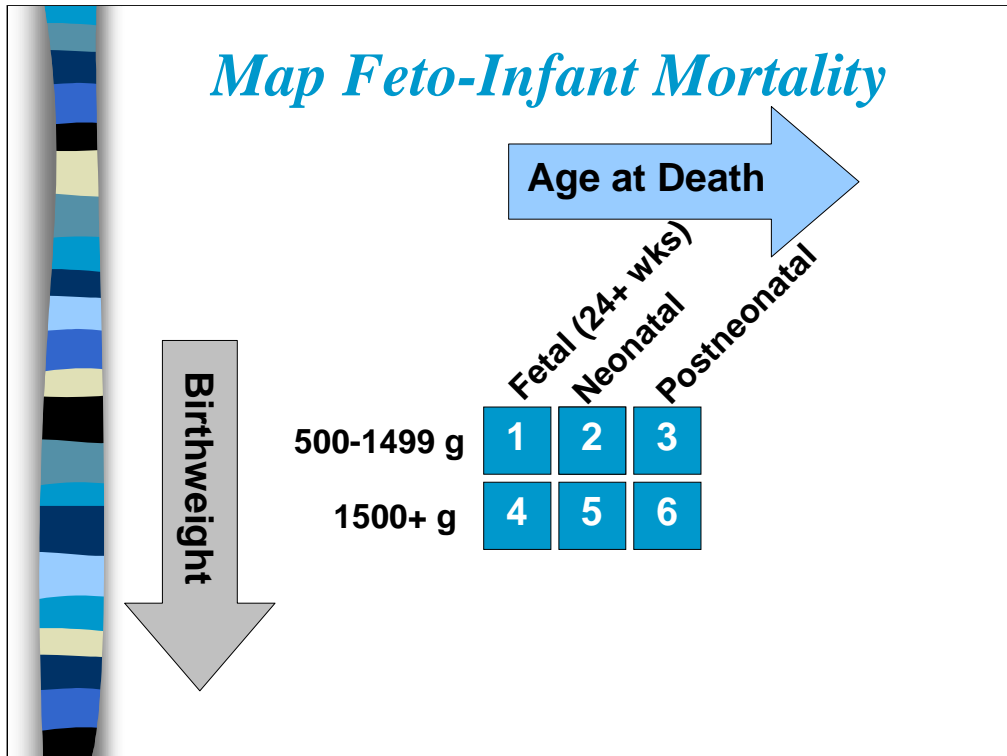 Map Feto-Infant Mortality
Age at Death
Fetal (24+ wks)
Neonatal
Postneonatal
Birthweight
500-1499 g 1 2 3
1500+ g 4 5 6